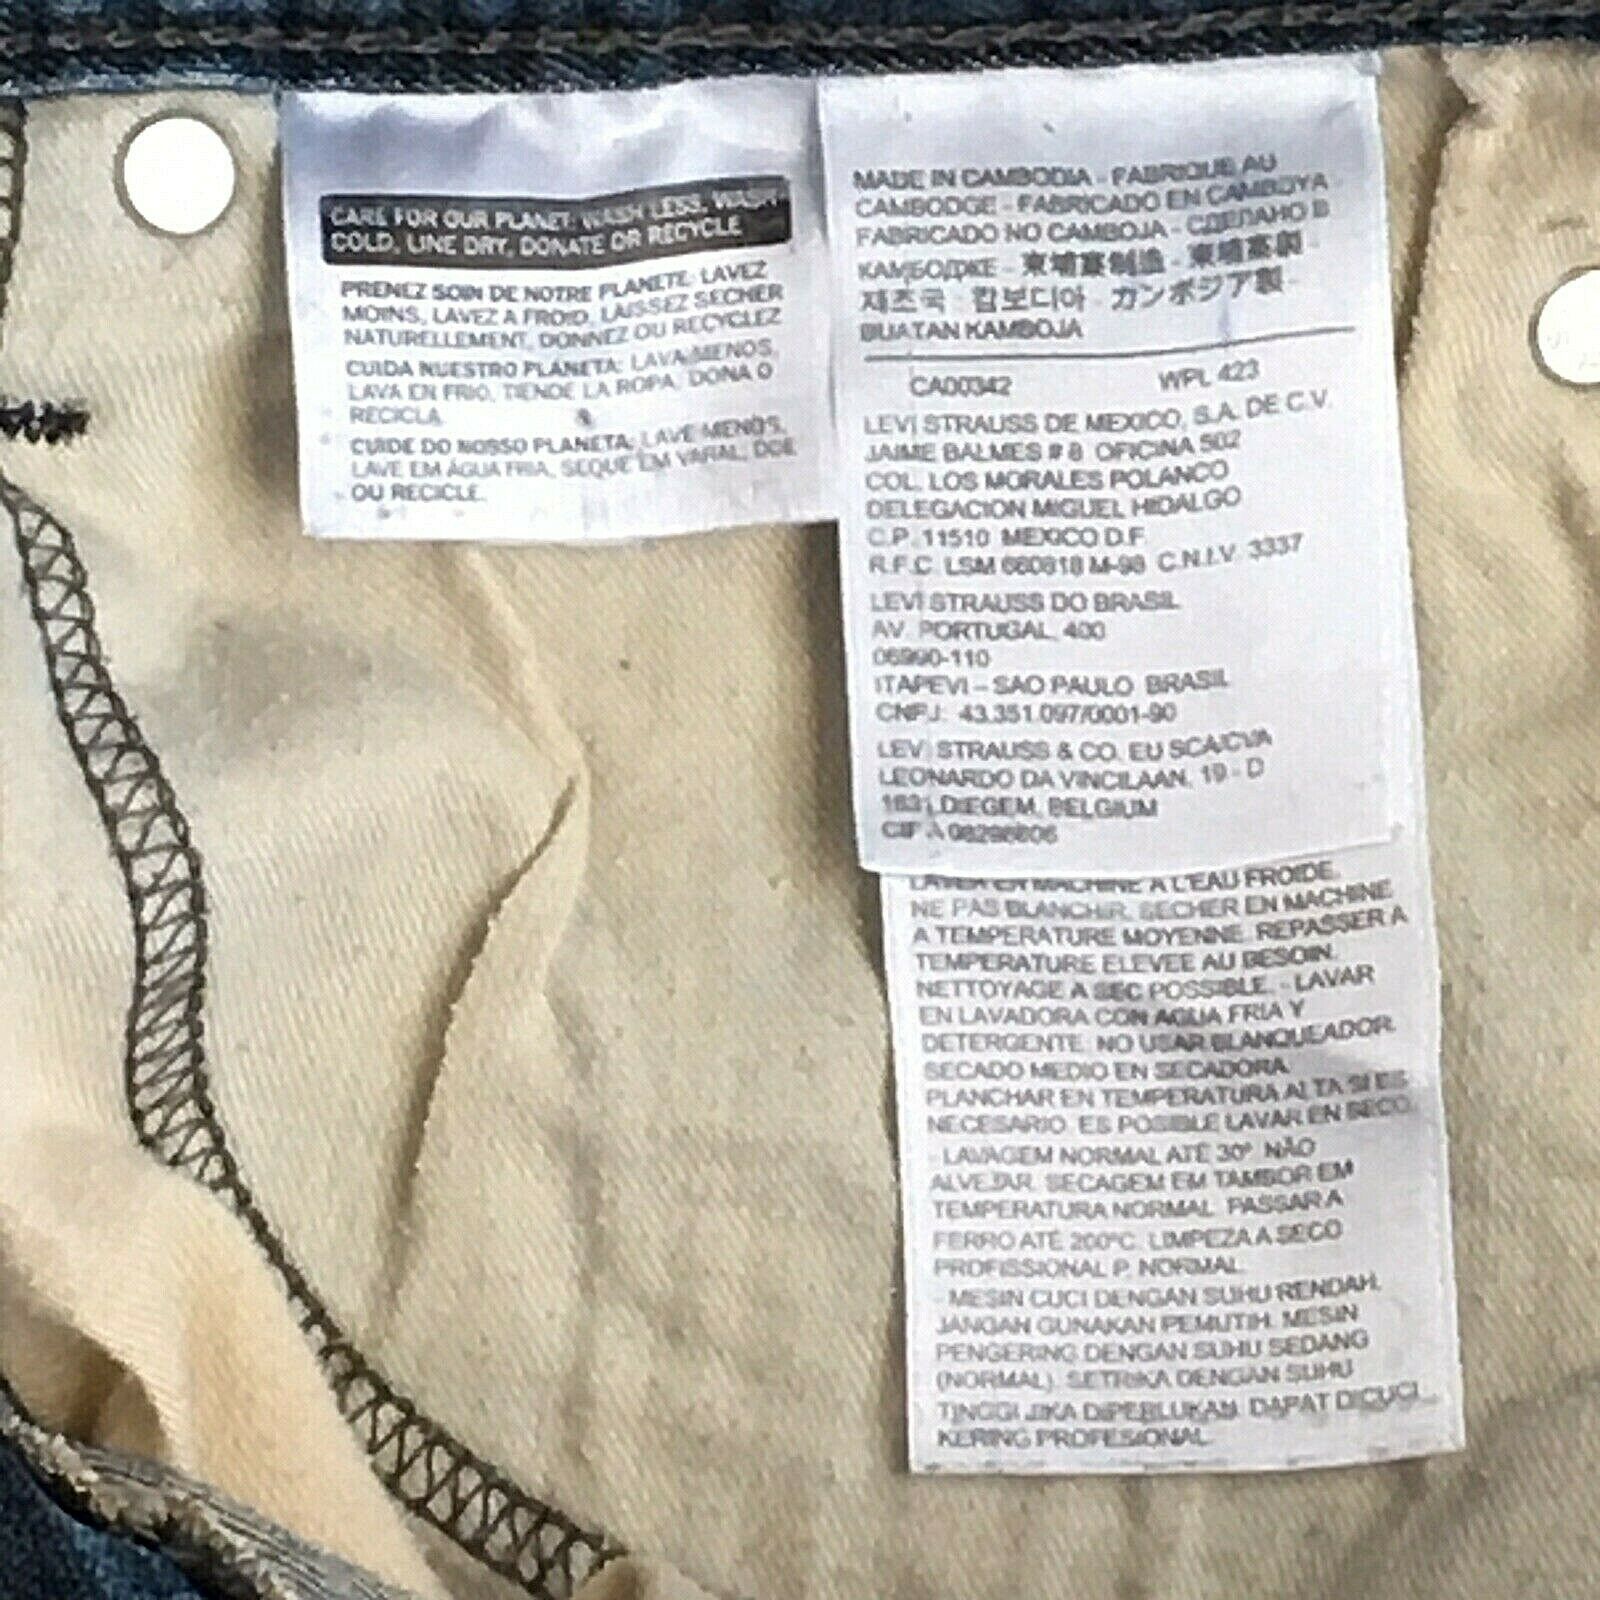 CARE FOR OUR PLANET: WASH LESS, WASH
COLD, LINE DRY, DONATE OR RECYCLE
PRENEZ SOIN DE NOTRE PLANETE: LAVEZ
MOINS, LAVEZ A FROID, LAISSEZ SECHER
NATURELLEMENT, DONNEZ OU RECYCLEZ
CUIDA NUESTRO PLANETA: LAVA MENOS,
LAVA EN FRIO, TIENDE LA ROPA, DONA O
RECICLA
CUIDE DO NOSSO PLANETA: LAVE MENOS,
LAVE EM ÁGUA FRIA, SEQUE EM VARAL, DOE
OU RECICLE
MADE IN CAMBODIA - FABRIQUE AU
CAMBODGE - FABRICADO EN CAMBOYA -
FABRICADO NO CAMBOJA - СДЕЛАНО В
КАМБОДЖЕ - 柬埔寨制造 - 柬埔寨製 -
제조국 : 캄보디아 - カンボジア製 -
BUATAN KAMBOJA
CA00342 WPL 423
LEVI STRAUSS DE MEXICO, S.A. DE C.V.
JAIME BALMES # 8 OFICINA 502
COL. LOS MORALES POLANCO
DELEGACION MIGUEL HIDALGO
C.P. 11510 MEXICO D.F.
R.F.C. LSM 660818 M-98 C.N.I.V. 3337
LEVI STRAUSS DO BRASIL
AV. PORTUGAL, 400
06690-110
ITAPEVI – SAO PAULO BRASIL
CNPJ: 43.351.097/0001-90
LEVI STRAUSS & CO. EU SCA/CVA
LEONARDO DA VINCILAAN, 19 - D
1831 DIEGEM, BELGIUM
CIF A
LAVER EN MACHINE A L'EAU FROIDE.
NE PAS BLANCHIR. SECHER EN MACHINE
A TEMPERATURE MOYENNE. REPASSER A
TEMPERATURE ELEVEE AU BESOIN.
NETTOYAGE A SEC POSSIBLE. - LAVAR
EN LAVADORA CON AGUA FRIA Y
DETERGENTE. NO USAR BLANQUEADOR.
SECADO MEDIO EN SECADORA.
PLANCHAR EN TEMPERATURA ALTA SI ES
NECESARIO. ES POSIBLE LAVAR EN SECO.
- LAVAGEM NORMAL ATÉ 30º. NÃO
ALVEJAR. SECAGEM EM TAMBOR EM
TEMPERATURA NORMAL. PASSAR A
FERRO ATÉ 200ºC. LIMPEZA A SECO
PROFISSIONAL P. NORMAL.
- MESIN CUCI DENGAN SUHU RENDAH.
JANGAN GUNAKAN PEMUTIH. MESIN
PENGERING DENGAN SUHU SEDANG
(NORMAL). SETRIKA DENGAN SUHU
TINGGI JIKA DIPERLUKAN. DAPAT DICUCI
KERING PROFESIONAL.